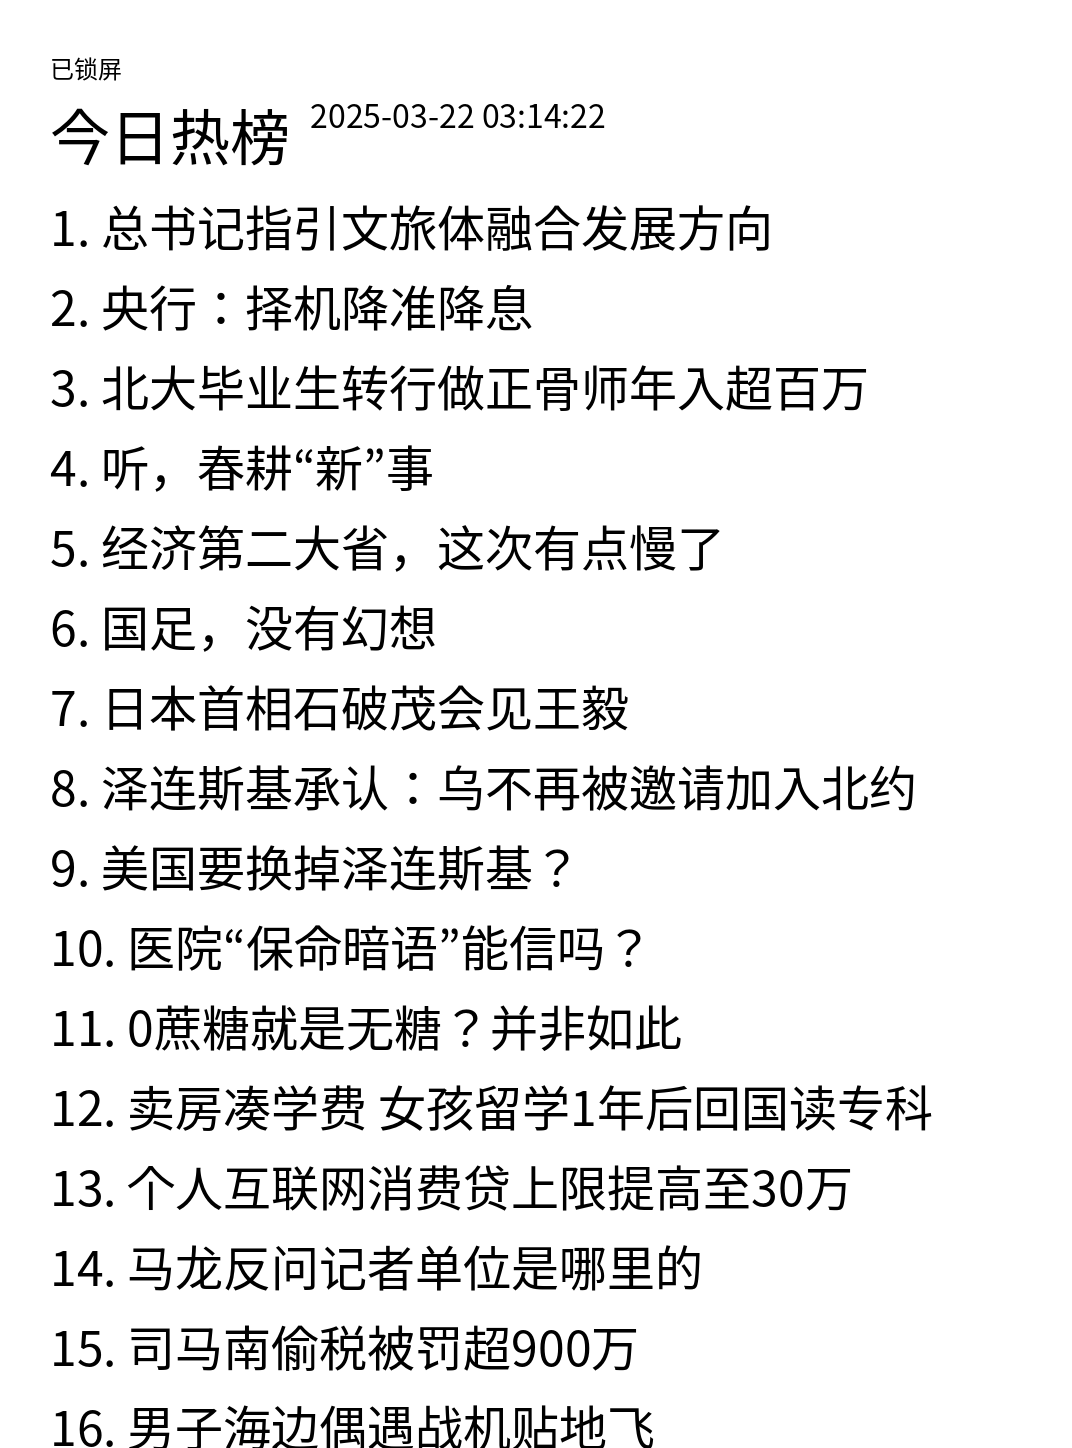 已锁屏
今日热榜 2025-03-22 03:14:22
1. 总书记指引文旅体融合发展方向
2. 央行：择机降准降息
3. 北大毕业生转行做正骨师年入超百万
4. 听，春耕“新”事
5. 经济第二大省，这次有点慢了
6. 国足，没有幻想
7. 日本首相石破茂会见王毅
8. 泽连斯基承认：乌不再被邀请加入北约
9. 美国要换掉泽连斯基？
10. 医院“保命暗语”能信吗？
11. 0蔗糖就是无糖？并非如此
12. 卖房凑学费 女孩留学1年后回国读专科
13. 个人互联网消费贷上限提高至30万
14. 马龙反问记者单位是哪里的
15. 司马南偷税被罚超900万
16. 男子海边偶遇战机贴地飞